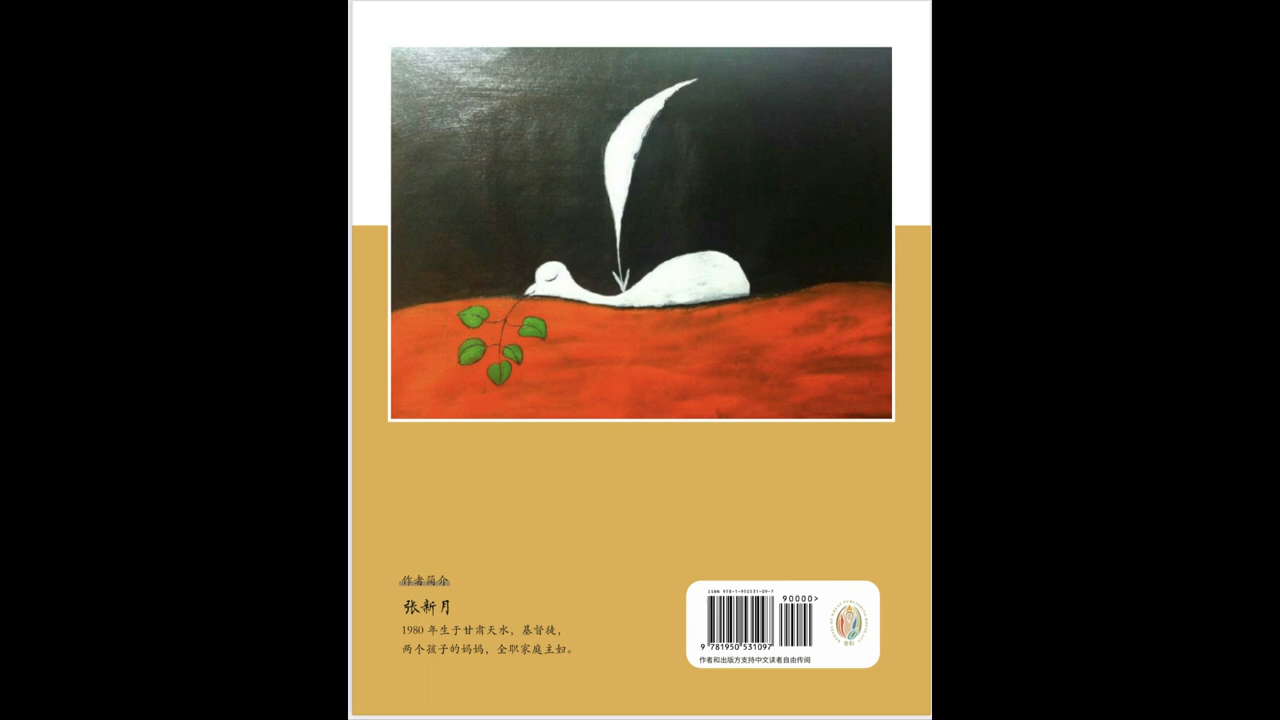 作者简介
张新月
1980 年生于甘肃天水，基督徒，
两个孩子的妈妈，全职家庭主妇。
ISBN 978-1-950531-09-7
90000>
9 781950 531097
作者和出版方支持中文读者自由传阅